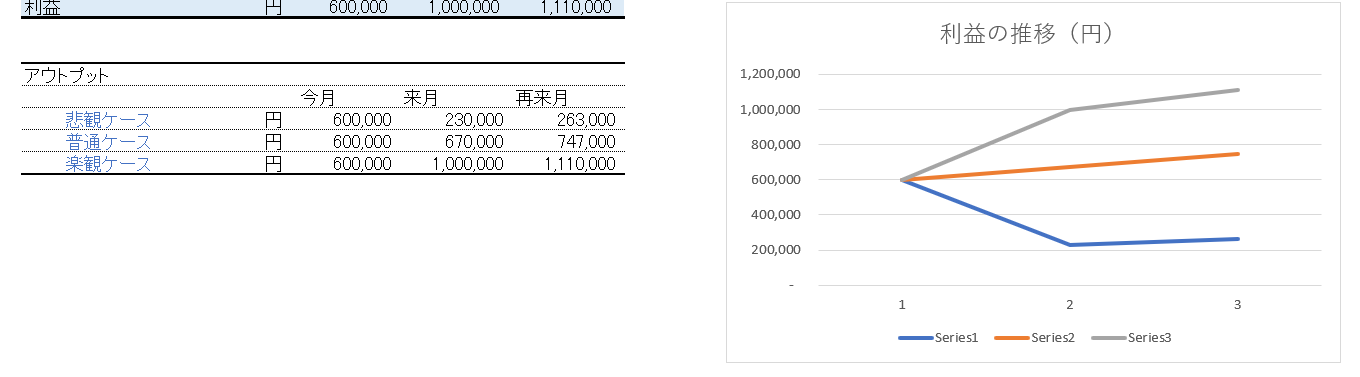 利益 円 600,000 1,000,000 1,110,000
アウトプット
今月 来月 再来月
悲観ケース 円 600,000 230,000 263,000
普通ケース 円 600,000 670,000 747,000
楽観ケース 円 600,000 1,000,000 1,110,000
利益の推移（円）
1,200,000
1,000,000
800,000
600,000
400,000
200,000
-
1 2 3
Series1 Series2 Series3